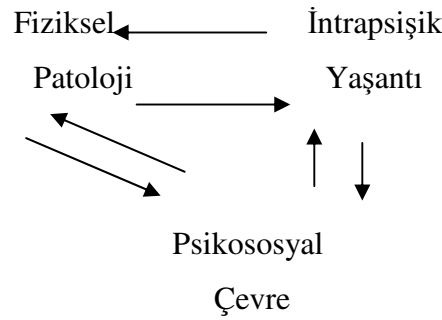 Fiziksel İntrapsişik
Patoloji Yaşantı
Psikososyal
Çevre